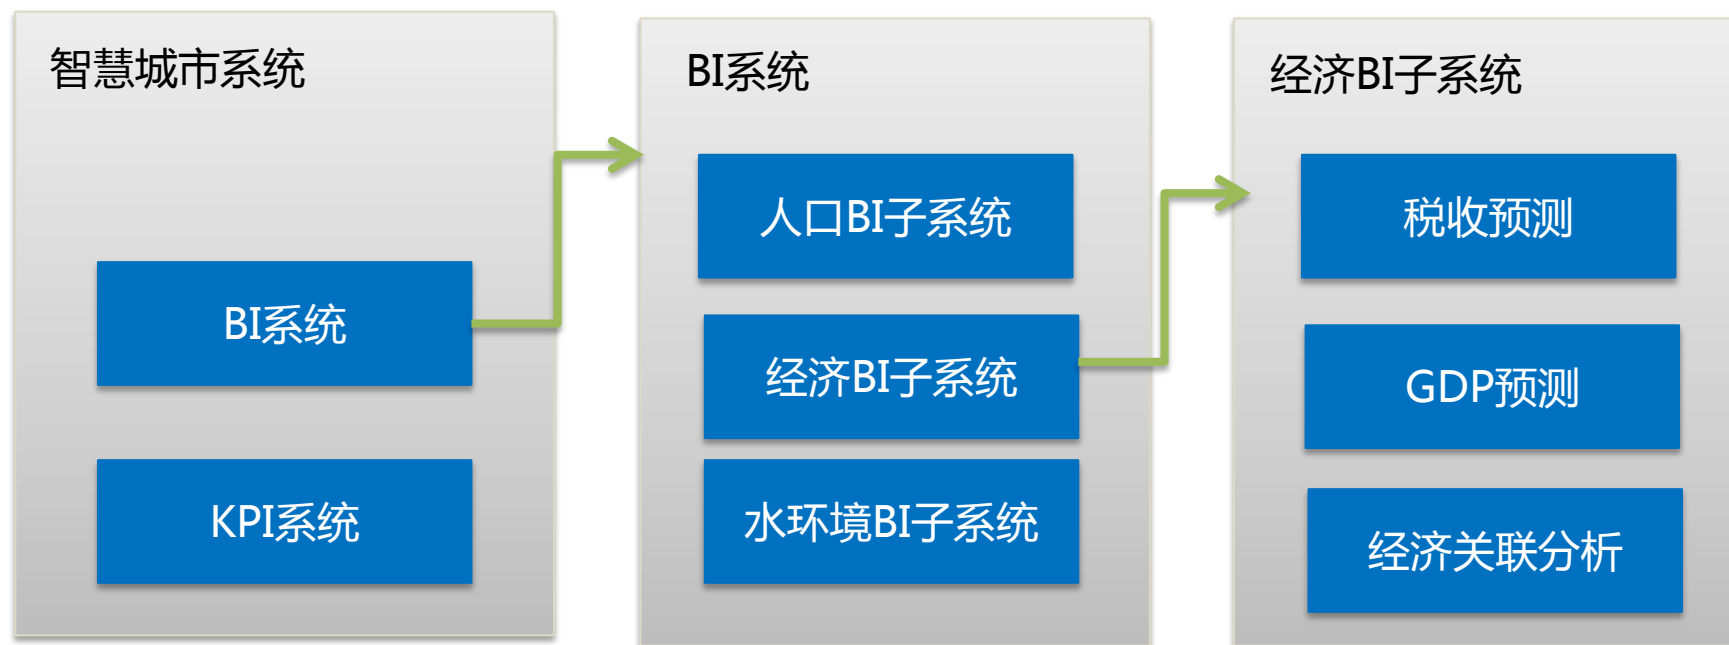 智慧城市系统
BI系统
KPI系统
BI系统
人口BI子系统
经济BI子系统
水环境BI子系统
经济BI子系统
税收预测
GDP预测
经济关联分析